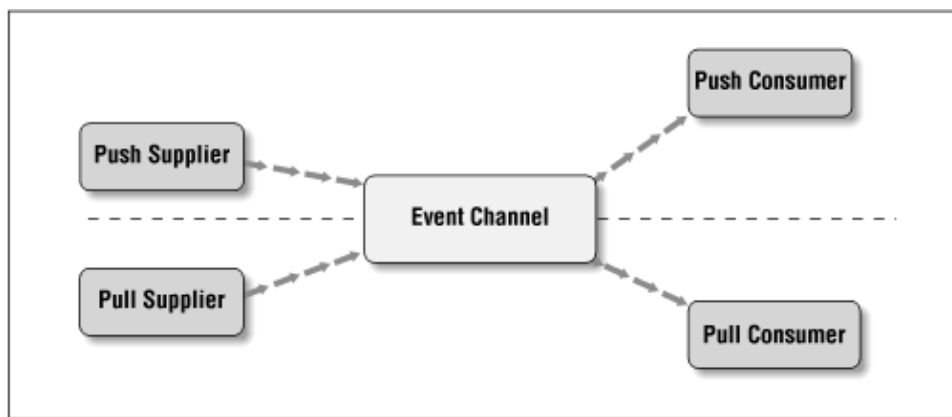 Push Consumer
Push Supplier
Event Channel
Pull Supplier
Pull Consumer